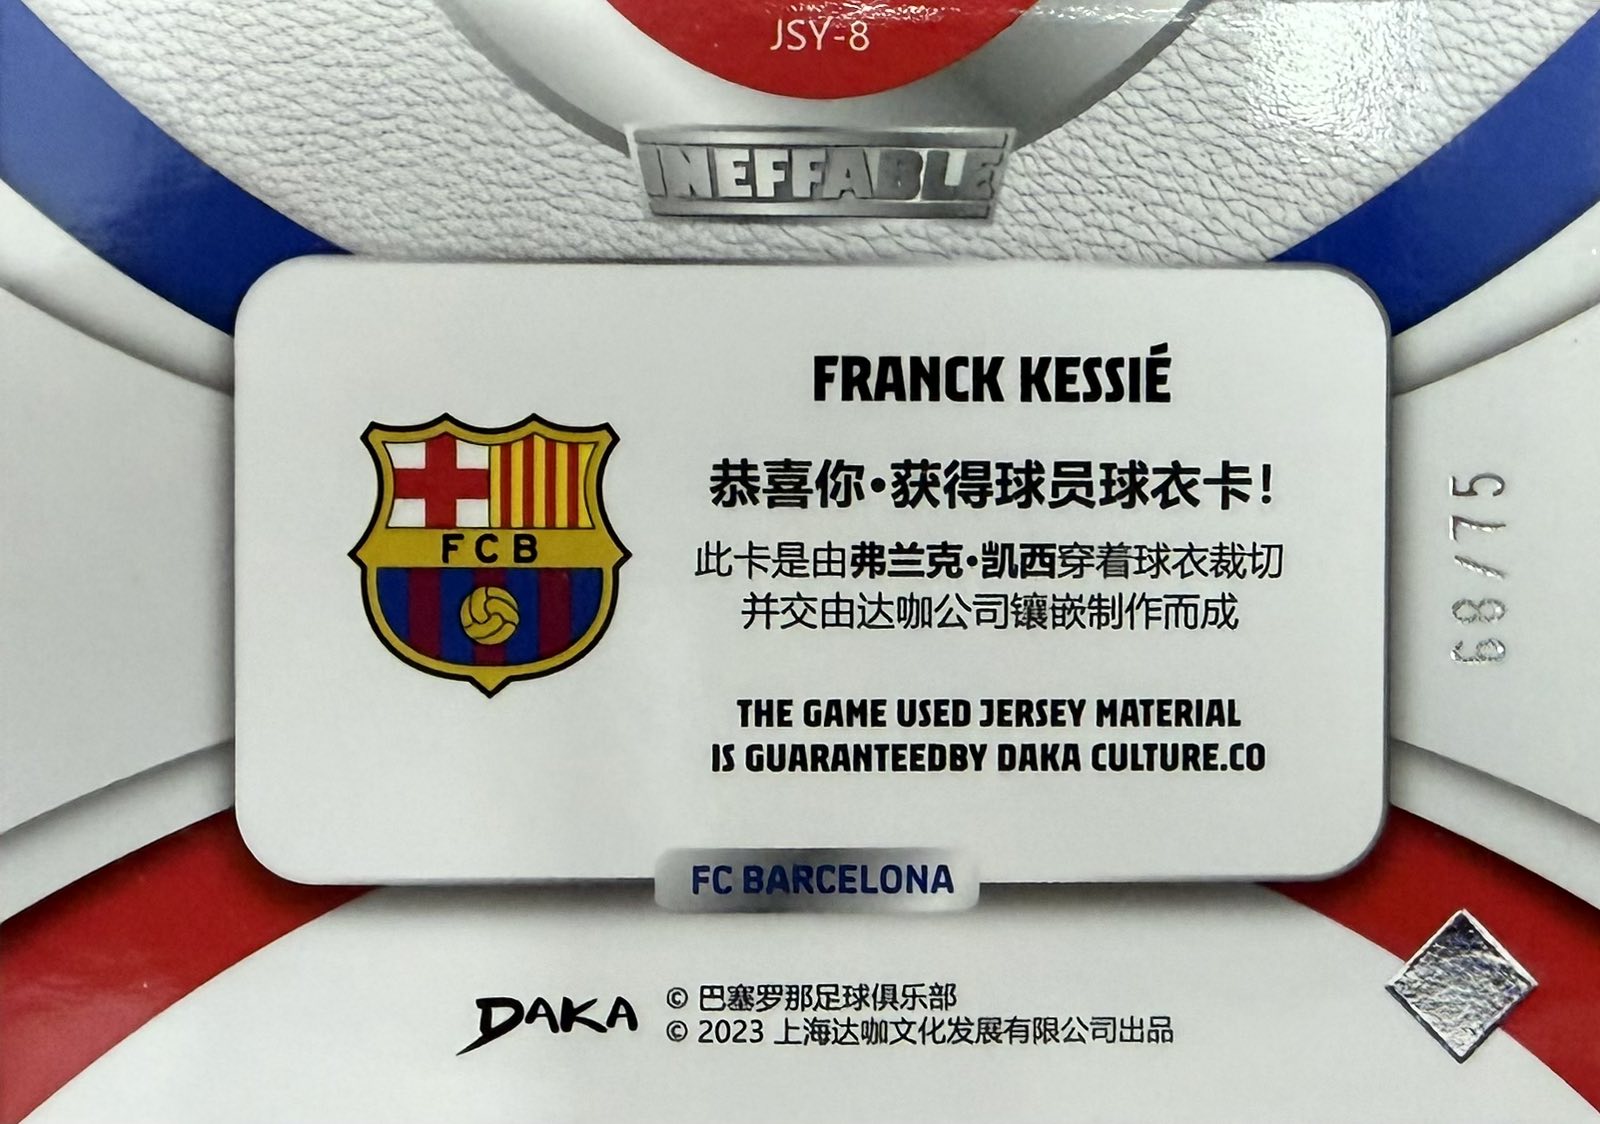 JSY-8
INEFFABLE
FRANCK KESSIÉ
恭喜你·获得球员球衣卡!
此卡是由弗兰克·凯西穿着球衣裁切
并交由达咖公司镶嵌制作而成
FCB
THE GAME USED JERSEY MATERIAL
IS GUARANTEEDBY DAKA CULTURE.CO
68/75
FC BARCELONA
DAKA
© 巴塞罗那足球俱乐部
© 2023 上海达咖文化发展有限公司出品